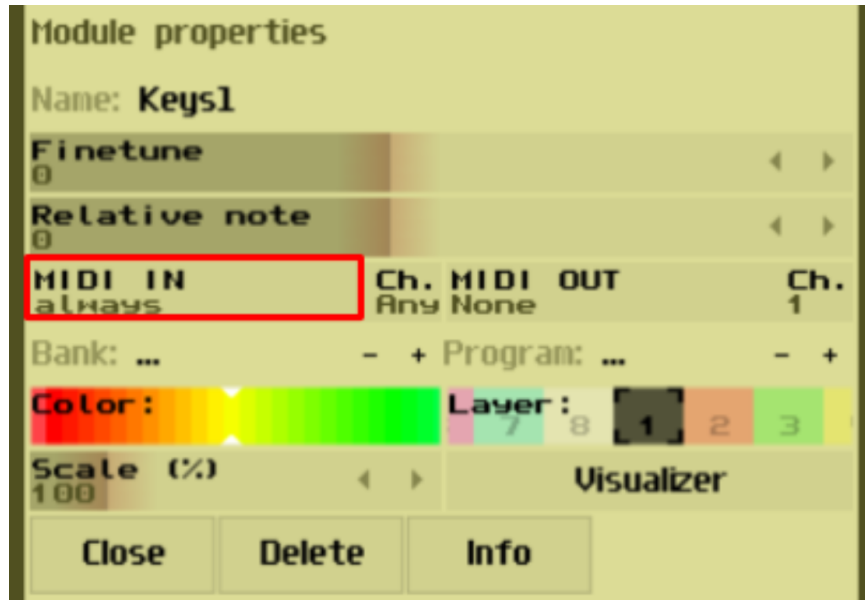 Module properties
Name: Keys1
Finetune
0
Relative note
0
MIDI IN Ch. MIDI OUT Ch.
always Any None 1
Bank: ... - + Program: ... - +
Color: Layer:
7 8 1 2 3
Scale (%)
100
Visualizer
Close Delete Info